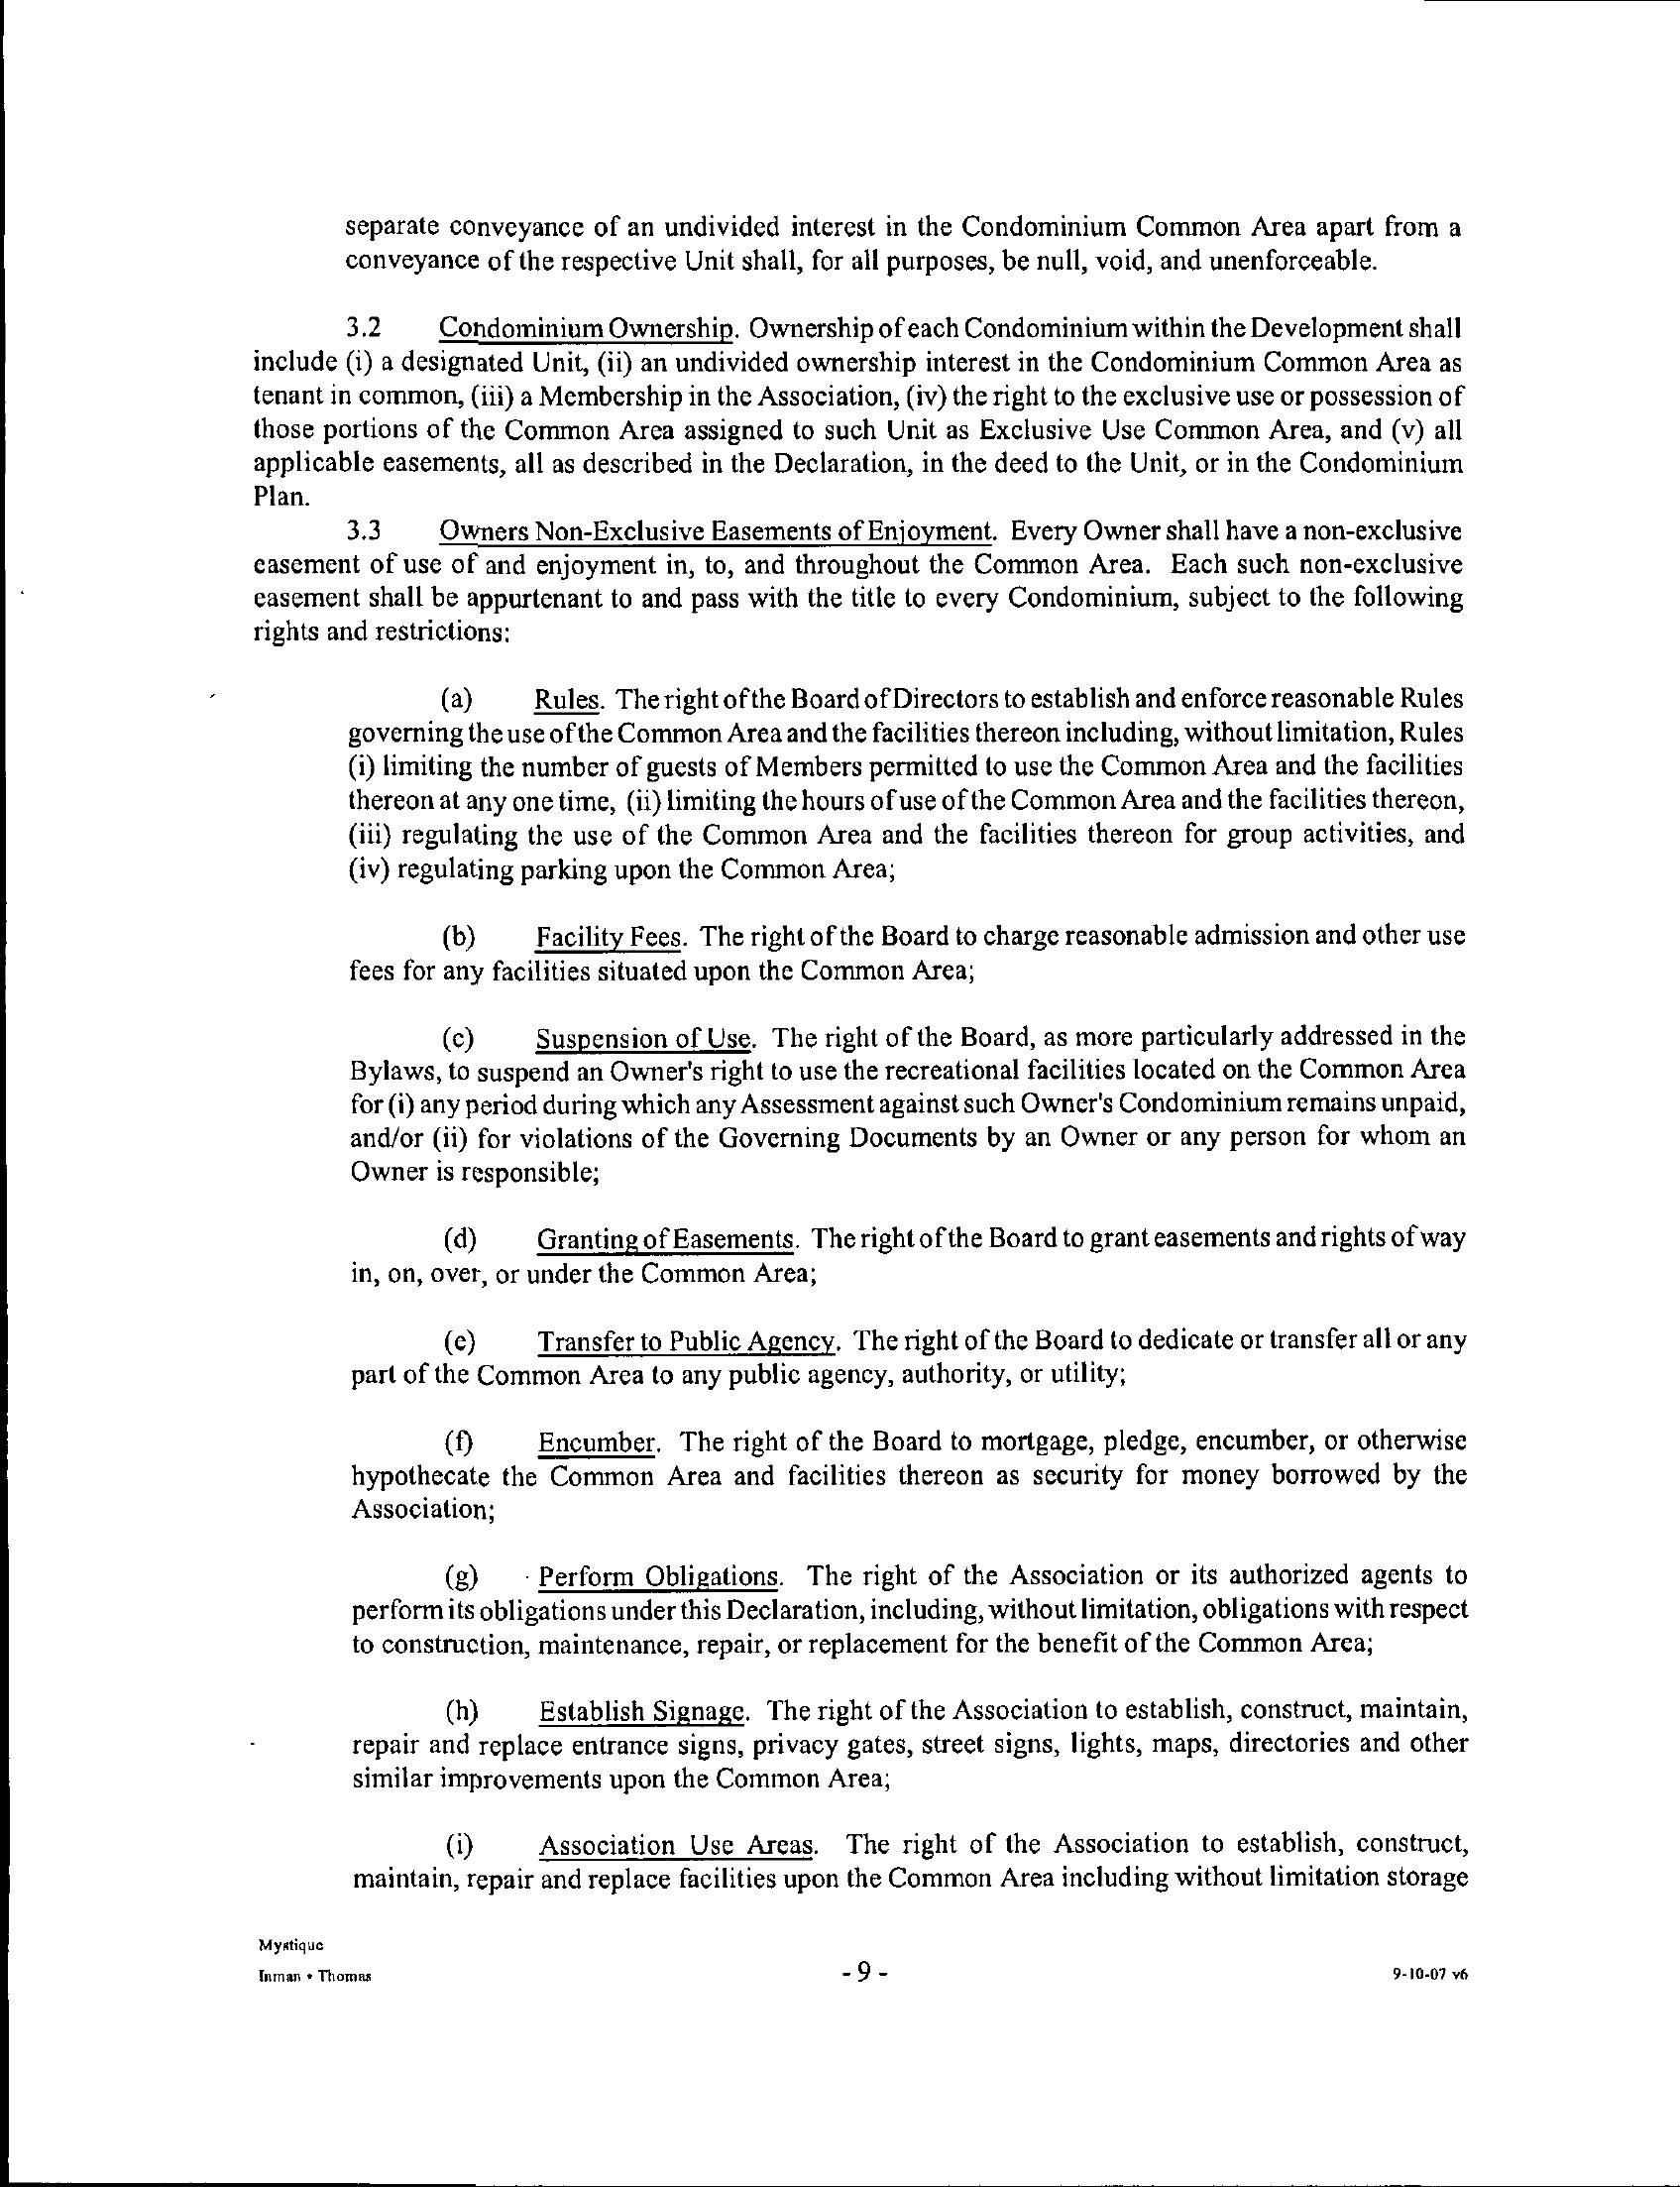 separate conveyance of an undivided interest in the Condominium Common Area apart from a
conveyance of the respective Unit shall, for all purposes, be null, void, and unenforceable.
3.2 Condominium Ownership. Ownership of each Condominium within the Development shall
include (i) a designated Unit, (ii) an undivided ownership interest in the Condominium Common Area as
tenant in common, (iii) a Membership in the Association, (iv) the right to the exclusive use or possession of
those portions of the Common Area assigned to such Unit as Exclusive Use Common Area, and (v) all
applicable easements, all as described in the Declaration, in the deed to the Unit, or in the Condominium
Plan.
3.3 Owners Non-Exclusive Easements of Enjoyment. Every Owner shall have a non-exclusive
easement of use of and enjoyment in, to, and throughout the Common Area. Each such non-exclusive
easement shall be appurtenant to and pass with the title to every Condominium, subject to the following
rights and restrictions:
(a) Rules. The right of the Board of Directors to establish and enforce reasonable Rules
governing the use of the Common Area and the facilities thereon including, without limitation, Rules
(i) limiting the number of guests of Members permitted to use the Common Area and the facilities
thereon at any one time, (ii) limiting the hours of use of the Common Area and the facilities thereon,
(iii) regulating the use of the Common Area and the facilities thereon for group activities, and
(iv) regulating parking upon the Common Area;
(b) Facility Fees. The right of the Board to charge reasonable admission and other use
fees for any facilities situated upon the Common Area;
(c) Suspension of Use. The right of the Board, as more particularly addressed in the
Bylaws, to suspend an Owner's right to use the recreational facilities located on the Common Area
for (i) any period during which any Assessment against such Owner's Condominium remains unpaid,
and/or (ii) for violations of the Governing Documents by an Owner or any person for whom an
Owner is responsible;
(d) Granting of Easements. The right of the Board to grant easements and rights of way
in, on, over, or under the Common Area;
(e) Transfer to Public Agency. The right of the Board to dedicate or transfer all or any
part of the Common Area to any public agency, authority, or utility;
(f) Encumber. The right of the Board to mortgage, pledge, encumber, or otherwise
hypothecate the Common Area and facilities thereon as security for money borrowed by the
Association;
(g) Perform Obligations. The right of the Association or its authorized agents to
perform its obligations under this Declaration, including, without limitation, obligations with respect
to construction, maintenance, repair, or replacement for the benefit of the Common Area;
(h) Establish Signage. The right of the Association to establish, construct, maintain,
repair and replace entrance signs, privacy gates, street signs, lights, maps, directories and other
similar improvements upon the Common Area;
(i) Association Use Areas. The right of the Association to establish, construct,
maintain, repair and replace facilities upon the Common Area including without limitation storage
Mystique
Inman • Thomas - 9 - 9-10-07 v6